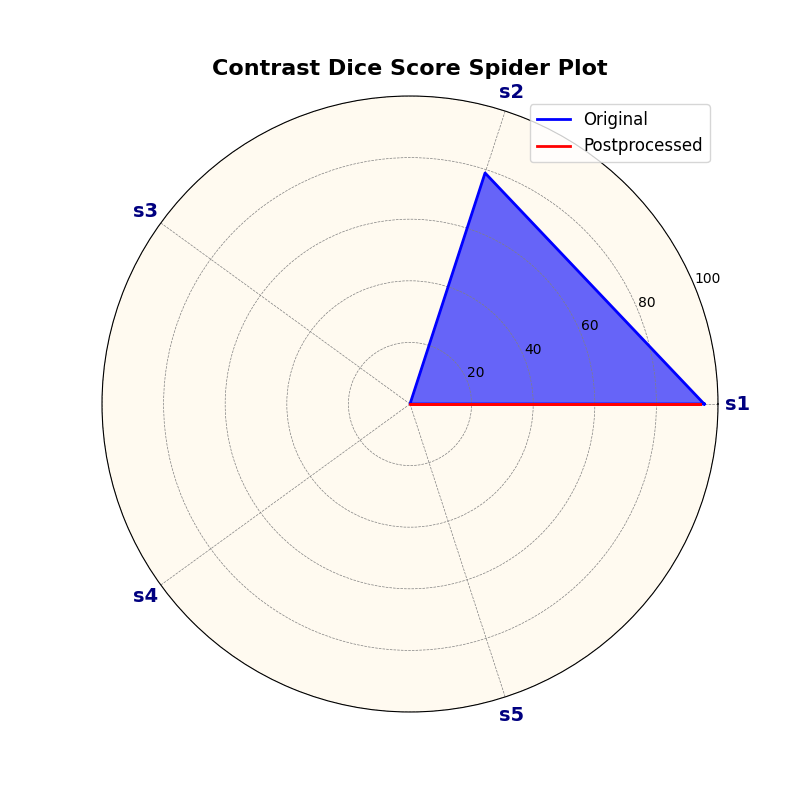 Contrast Dice Score Spider Plot
s2
Original
Postprocessed
s3
100
80
60
40
20
s1
s4
s5